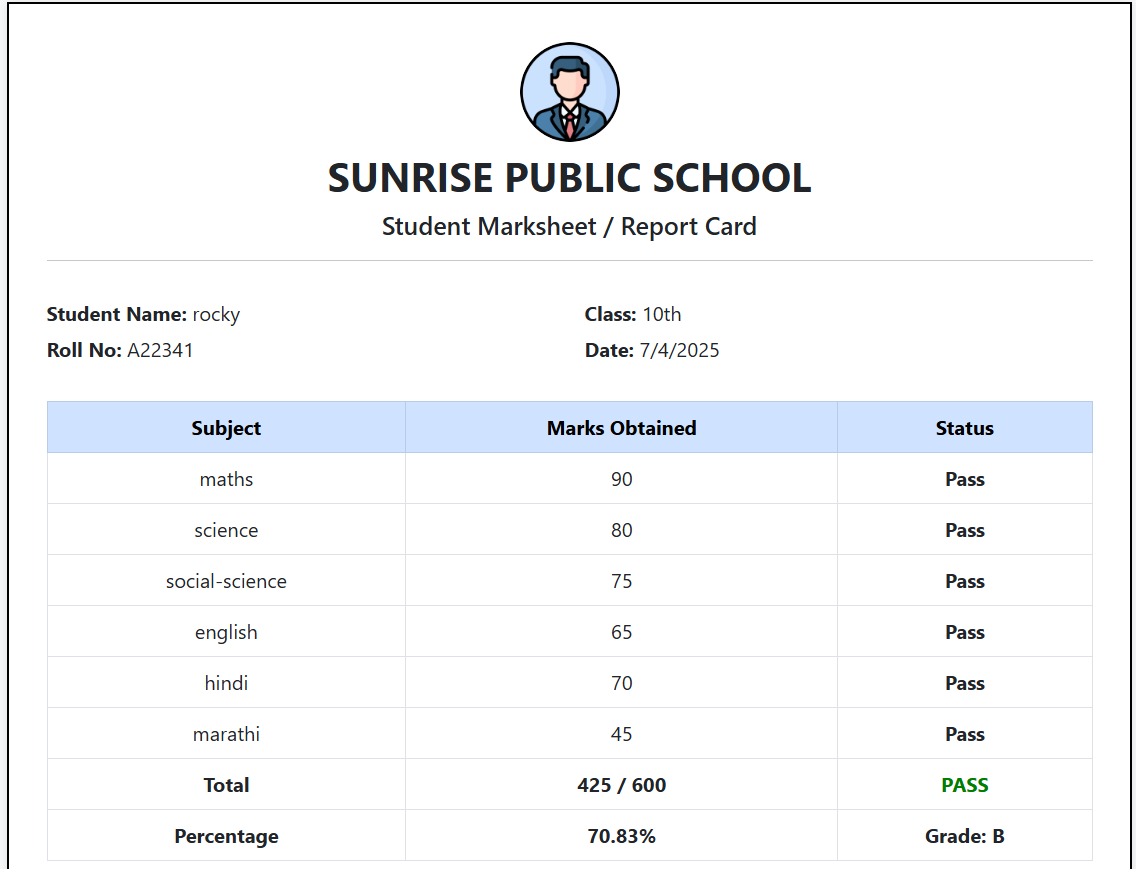 SUNRISE PUBLIC SCHOOL
Student Marksheet / Report Card
Student Name: rocky Class: 10th
Roll No: A22341 Date: 7/4/2025
Subject Marks Obtained Status
maths 90 Pass
science 80 Pass
social-science 75 Pass
english 65 Pass
hindi 70 Pass
marathi 45 Pass
Total 425 / 600 PASS
Percentage 70.83% Grade: B